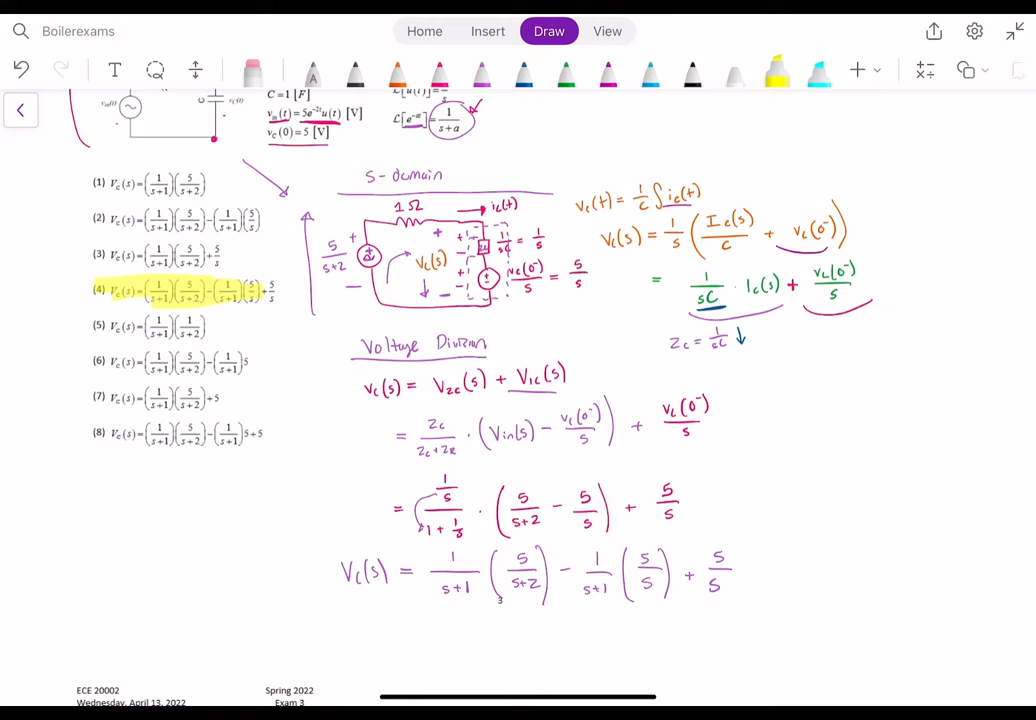 Boilerexams
Home Insert Draw View
C=1 [F]
v_in(t)=5e^{-2t}u(t) [V]
v_c(0)=5 [V]
L[e^{-at}]=1/(s+a)
(1) V_c(s)=(1/(s+1))(5/(s+2))
(2) V_c(s)=(1/(s+1))(5/(s+2))-(1/(s+1))(5/s)
(3) V_c(s)=(1/(s+1))(5/(s+2))+5/s
(4) V_c(s)=(1/(s+1))(5/(s+2))-(1/(s+1))(5/s)+5/s
(5) V_c(s)=(1/(s+1))(1/(s+2))
(6) V_c(s)=(1/(s+1))(5/(s+2))-(1/(s+1))5
(7) V_c(s)=(1/(s+1))(5/(s+2))+5
(8) V_c(s)=(1/(s+1))(5/(s+2))-(1/(s+1))5+5
S-domain
1Ω i_c(t)
5/(s+2) + - V_c(s) + - 1/sC = 1/s
v_c(0^-)/s = 5/s
v_c(t) = 1/C ∫ i_c(t)
V_c(s) = 1/s (I_c(s)/C + v_c(0^-))
= 1/sC · I_c(s) + v_c(0^-)/s
Z_c = 1/sC ↓
Voltage Division
V_c(s) = V_zc(s) + V_ic(s)
= Z_c/(Z_c+Z_R) · (V_in(s) - v_c(0^-)/s) + v_c(0^-)/s
= (1/s)/(1+1/s) · (5/(s+2) - 5/s) + 5/s
V_c(s) = 1/(s+1) (5/(s+2)) - 1/(s+1) (5/s) + 5/s
ECE 20002 Spring 2022
Wednesday, April 13, 2022 Exam 3